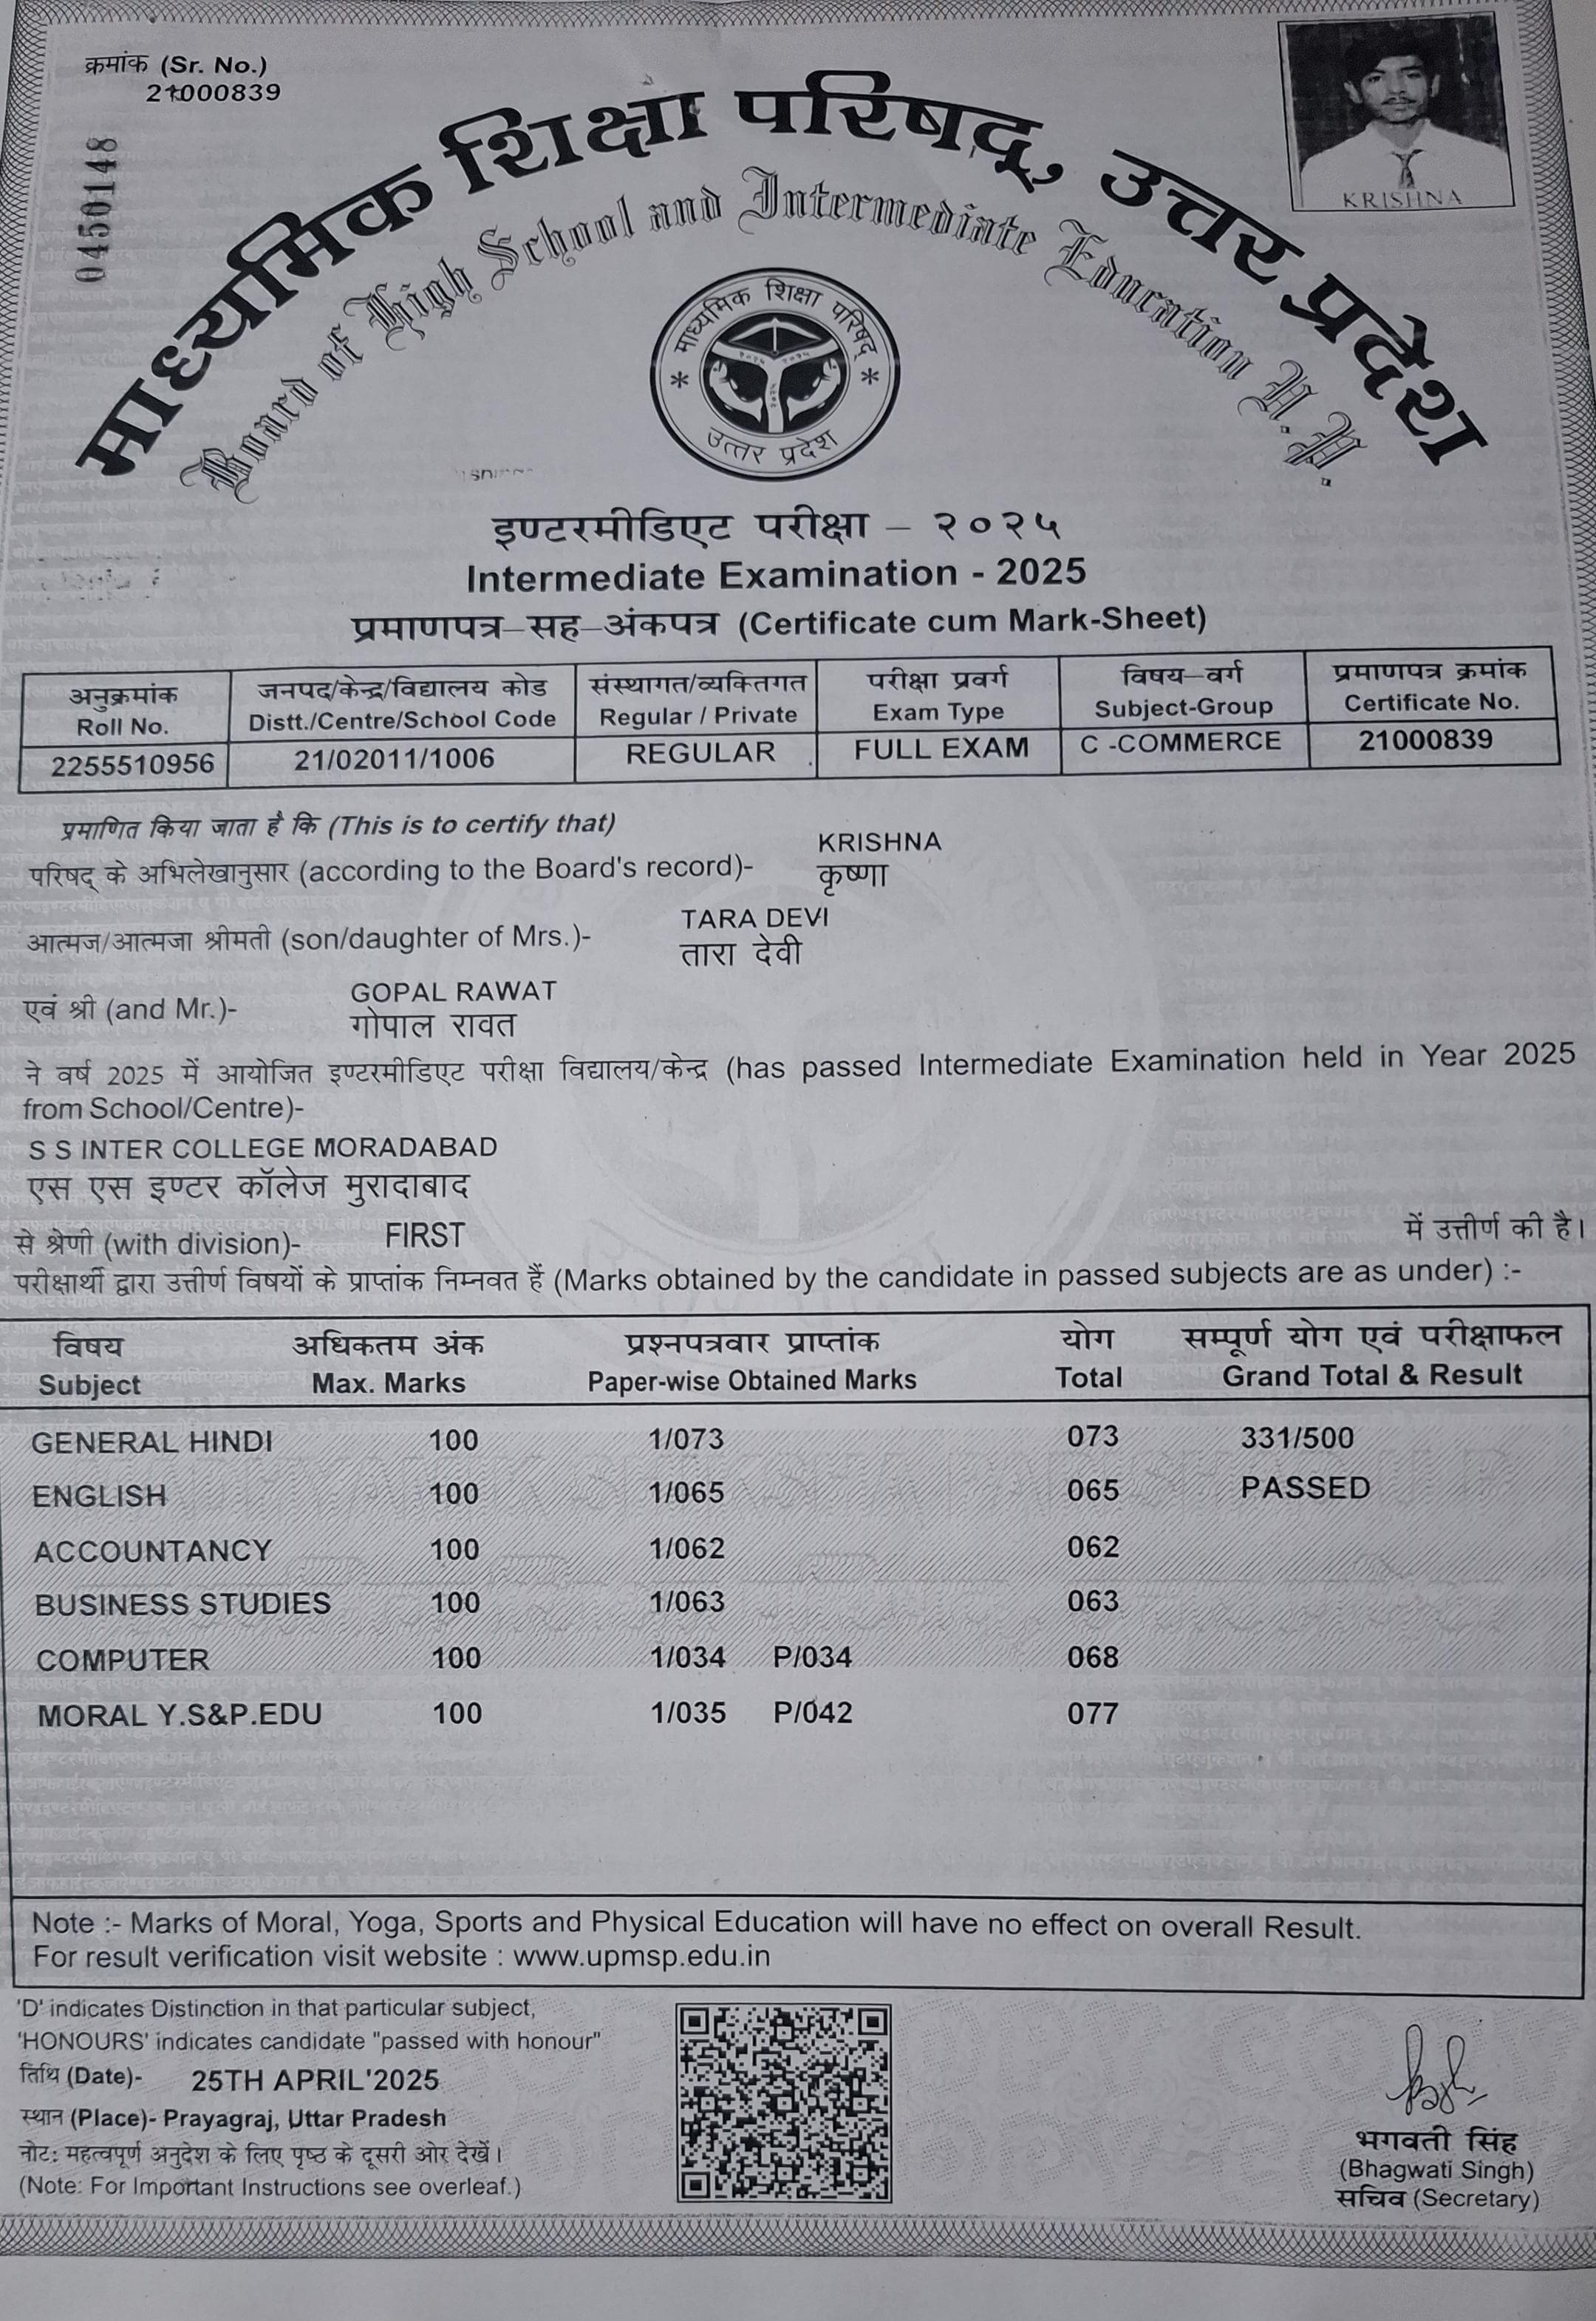 क्रमांक (Sr. No.)
21000839
0450148
KRISHNA
माध्यमिक शिक्षा परिषद्, उत्तर प्रदेश
Board of High School and Intermediate Education U.P.
माध्यमिक शिक्षा परिषद्
उत्तर प्रदेश
इण्टरमीडिएट परीक्षा – २०२५
Intermediate Examination - 2025
प्रमाणपत्र–सह–अंकपत्र (Certificate cum Mark-Sheet)
अनुक्रमांक जनपद/केन्द्र/विद्यालय कोड संस्थागत/व्यक्तिगत परीक्षा प्रवर्ग विषय–वर्ग प्रमाणपत्र क्रमांक
Roll No. Distt./Centre/School Code Regular / Private Exam Type Subject-Group Certificate No.
2255510956 21/02011/1006 REGULAR FULL EXAM C -COMMERCE 21000839
प्रमाणित किया जाता है कि (This is to certify that)
KRISHNA
परिषद् के अभिलेखानुसार (according to the Board's record)- कृष्णा
TARA DEVI
आत्मज/आत्मजा श्रीमती (son/daughter of Mrs.)- तारा देवी
GOPAL RAWAT
एवं श्री (and Mr.)- गोपाल रावत
ने वर्ष 2025 में आयोजित इण्टरमीडिएट परीक्षा विद्यालय/केन्द्र (has passed Intermediate Examination held in Year 2025
from School/Centre)-
S S INTER COLLEGE MORADABAD
एस एस इण्टर कॉलेज मुरादाबाद
से श्रेणी (with division)- FIRST में उत्तीर्ण की है।
परीक्षार्थी द्वारा उत्तीर्ण विषयों के प्राप्तांक निम्नवत हैं (Marks obtained by the candidate in passed subjects are as under) :-
विषय अधिकतम अंक प्रश्नपत्रवार प्राप्तांक योग सम्पूर्ण योग एवं परीक्षाफल
Subject Max. Marks Paper-wise Obtained Marks Total Grand Total & Result
GENERAL HINDI 100 1/073 073 331/500
ENGLISH 100 1/065 065 PASSED
ACCOUNTANCY 100 1/062 062
BUSINESS STUDIES 100 1/063 063
COMPUTER 100 1/034 P/034 068
MORAL Y.S&P.EDU 100 1/035 P/042 077
Note :- Marks of Moral, Yoga, Sports and Physical Education will have no effect on overall Result.
For result verification visit website : www.upmsp.edu.in
'D' indicates Distinction in that particular subject,
'HONOURS' indicates candidate "passed with honour"
तिथि (Date)- 25TH APRIL'2025
स्थान (Place)- Prayagraj, Uttar Pradesh
नोट: महत्वपूर्ण अनुदेश के लिए पृष्ठ के दूसरी ओर देखें।
(Note: For Important Instructions see overleaf.)
भगवती सिंह
(Bhagwati Singh)
सचिव (Secretary)